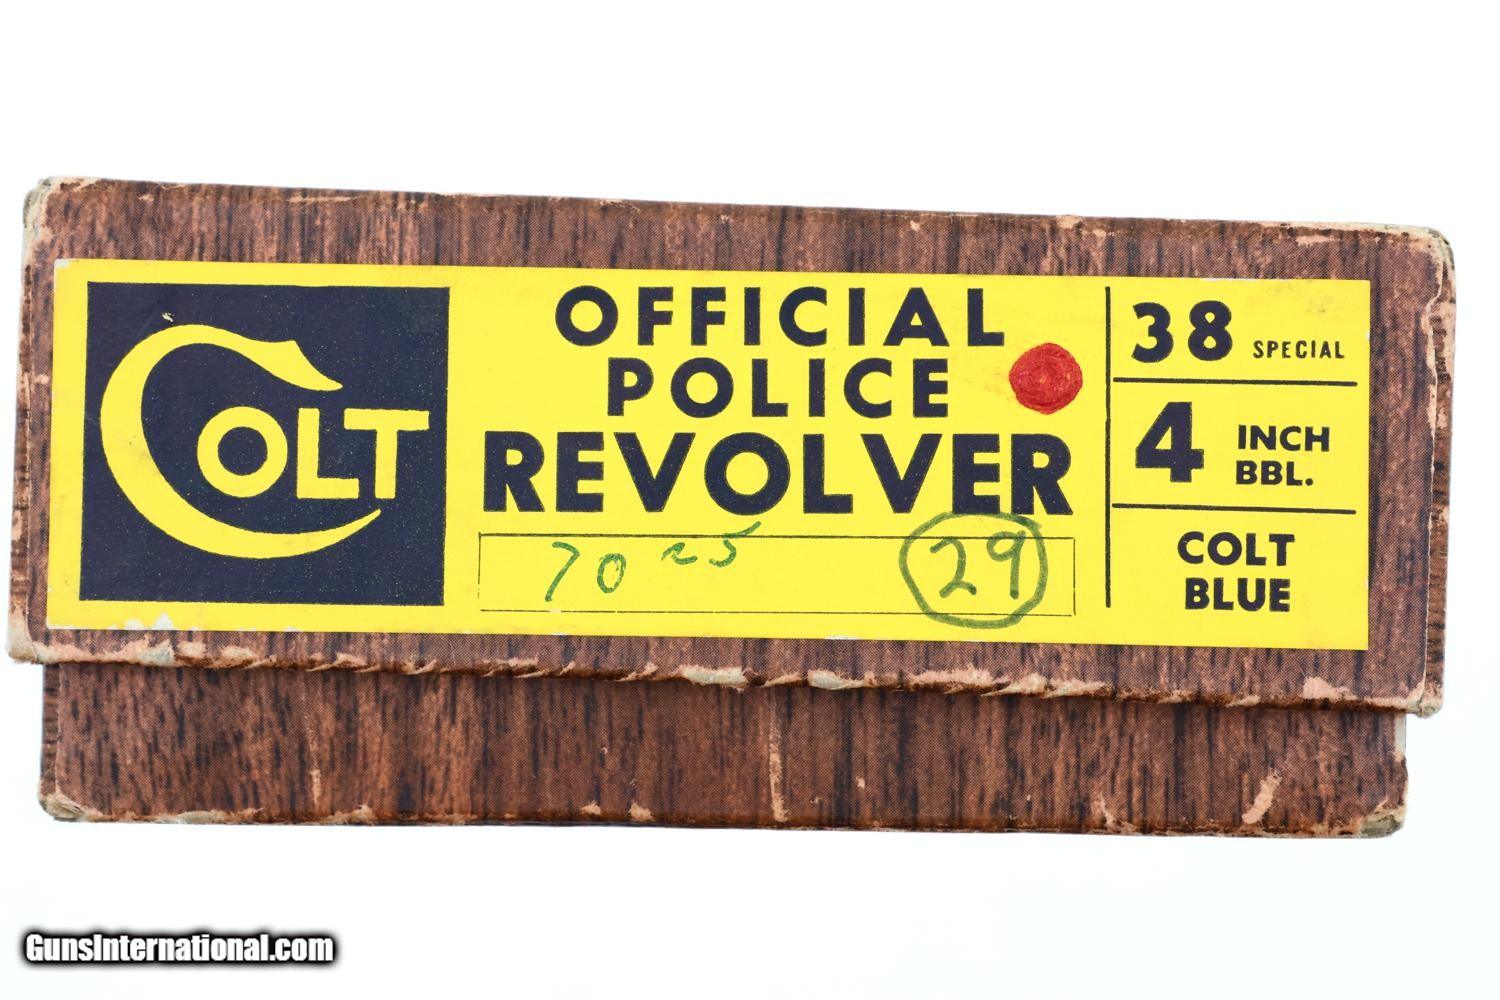 COLT
OFFICIAL
POLICE
REVOLVER
70 25
29
38 SPECIAL
4 INCH
BBL.
COLT
BLUE
GunsInternational.com